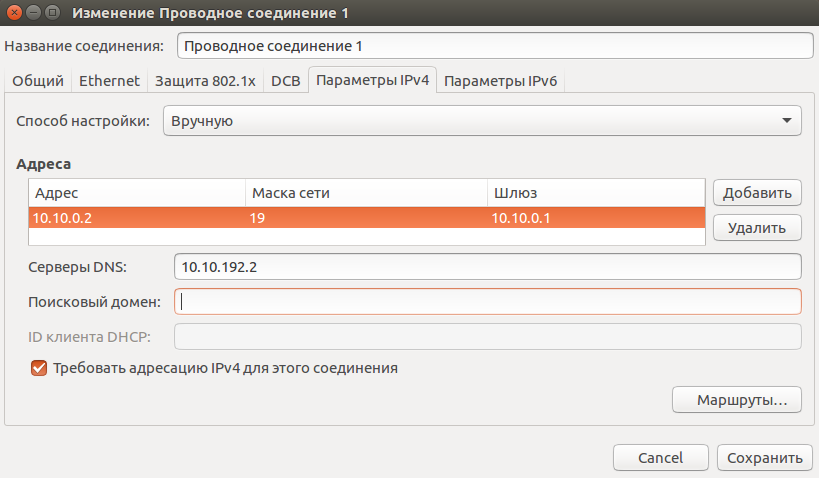 Изменение Проводное соединение 1
Название соединения: Проводное соединение 1
Общий Ethernet Защита 802.1x DCB Параметры IPv4 Параметры IPv6
Способ настройки: Вручную
Адреса
Адрес Маска сети Шлюз Добавить
10.10.0.2 19 10.10.0.1
Удалить
Серверы DNS: 10.10.192.2
Поисковый домен:
ID клиента DHCP:
Требовать адресацию IPv4 для этого соединения
Маршруты...
Cancel Сохранить